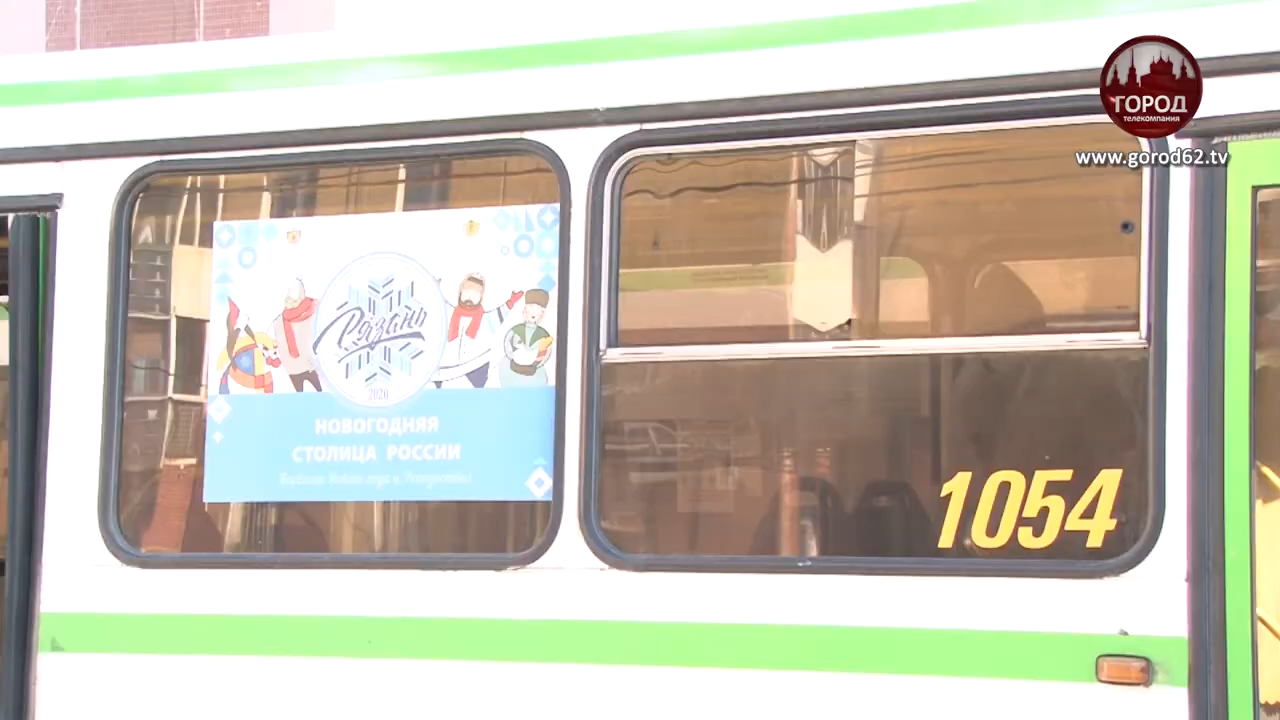 ГОРОД
телекомпания
www.gorod62.tv
Рязань
2020
НОВОГОДНЯЯ
СТОЛИЦА РОССИИ
1054